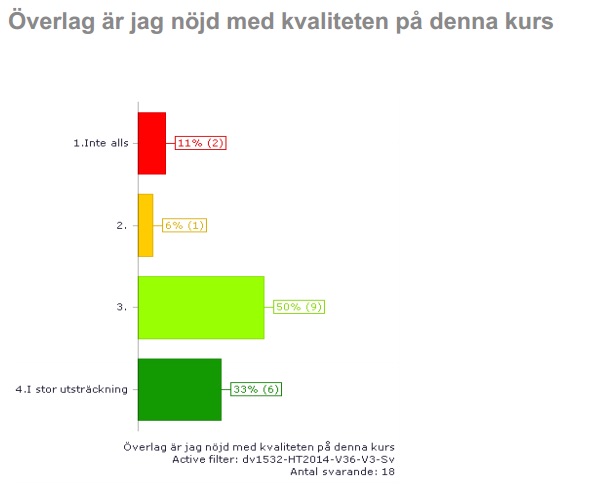 Överlag är jag nöjd med kvaliteten på denna kurs
1.Inte alls
11% (2)
2.
6% (1)
3.
50% (9)
4.I stor utsträckning
33% (6)
Överlag är jag nöjd med kvaliteten på denna kurs
Active filter: dv1532-HT2014-V36-V3-Sv
Antal svarande: 18